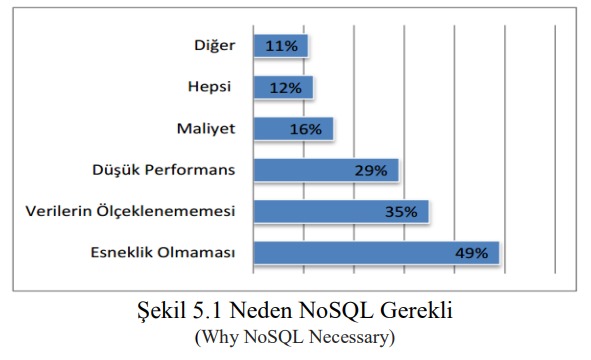 Diğer 11%
Hepsi 12%
Maliyet 16%
Düşük Performans 29%
Verilerin Ölçeklenememesi 35%
Esneklik Olmaması 49%
Şekil 5.1 Neden NoSQL Gerekli
(Why NoSQL Necessary)